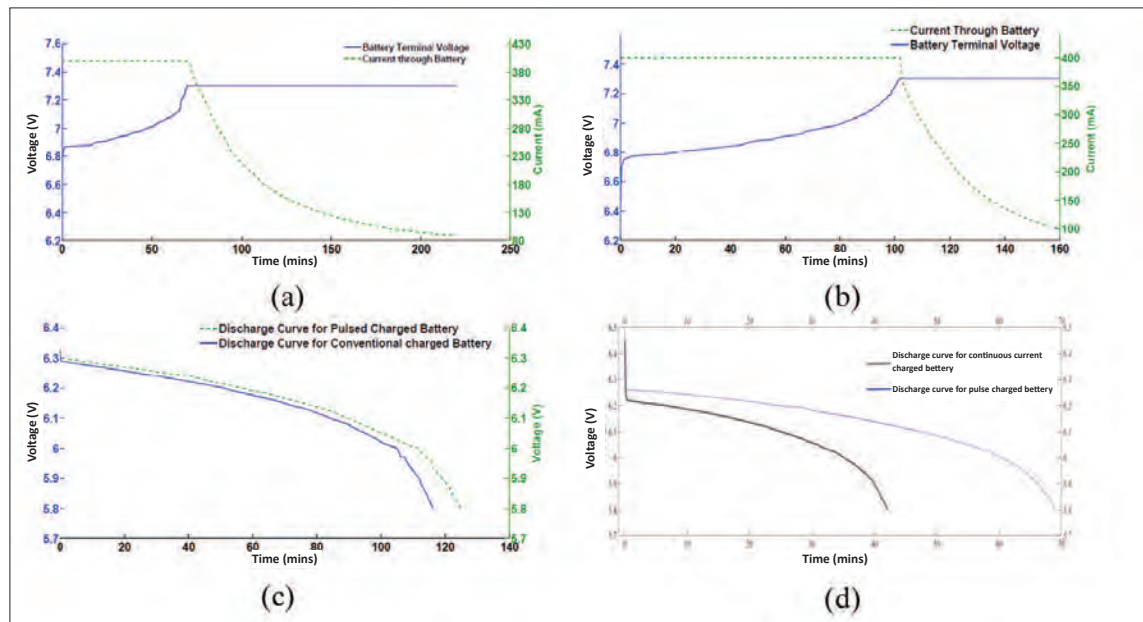 7.6
7.4
7.2
7
6.8
6.6
6.4
6.2
Voltage (V)
Battery Terminal Voltage
Current through Battery
430
400
360
330
300
260
230
200
160
130
100
80
Current (mA)
0 50 100 150 200 250
Time (mins)
(a)
7.4
7.2
7
6.8
6.6
6.4
6.2
Voltage (V)
Current Through Battery
Battery Terminal Voltage
400
350
300
250
200
150
100
Current (mA)
0 20 40 60 80 100 120 140 160
Time (mins)
(b)
6.4
6.3
6.2
6.1
6
5.9
5.8
5.7
Voltage (V)
Discharge Curve for Pulsed Charged Battery
Discharge Curve for Conventional charged Battery
6.4
6.3
6.2
6.1
6
5.9
5.8
5.7
Voltage (V)
0 20 40 60 80 100 120 140
Time (mins)
(c)
Voltage (V)
Discharge curve for continuous current
charged bettery
Discharge curve for pulse charged bettery
Time (mins)
(d)